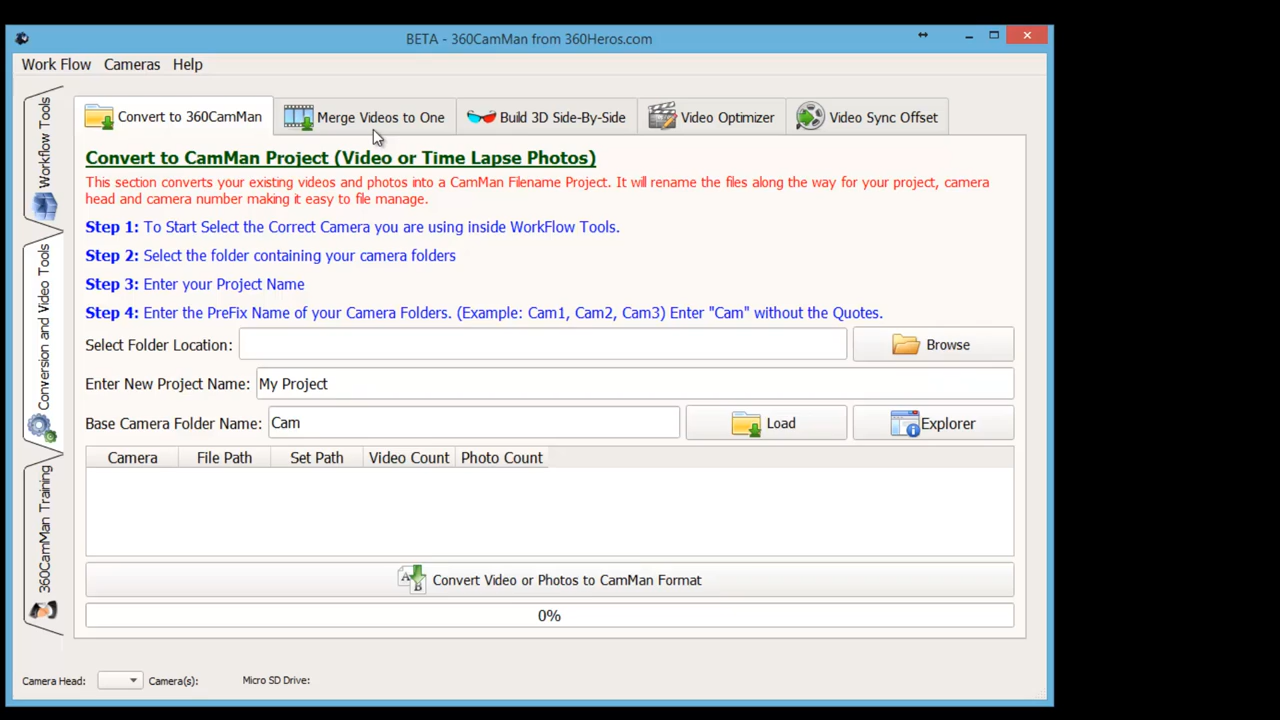 BETA - 360CamMan from 360Heros.com
Work Flow Cameras Help
Workflow Tools
Conversion and Video Tools
360CamMan Training
Convert to 360CamMan Merge Videos to One Build 3D Side-By-Side Video Optimizer Video Sync Offset
Convert to CamMan Project (Video or Time Lapse Photos)
This section converts your existing videos and photos into a CamMan Filename Project. It will rename the files along the way for your project, camera
head and camera number making it easy to file manage.
Step 1: To Start Select the Correct Camera you are using inside WorkFlow Tools.
Step 2: Select the folder containing your camera folders
Step 3: Enter your Project Name
Step 4: Enter the PreFix Name of your Camera Folders. (Example: Cam1, Cam2, Cam3) Enter "Cam" without the Quotes.
Select Folder Location: Browse
Enter New Project Name: My Project
Base Camera Folder Name: Cam Load Explorer
Camera File Path Set Path Video Count Photo Count
A B Convert Video or Photos to CamMan Format
0%
Camera Head: Camera(s): Micro SD Drive: